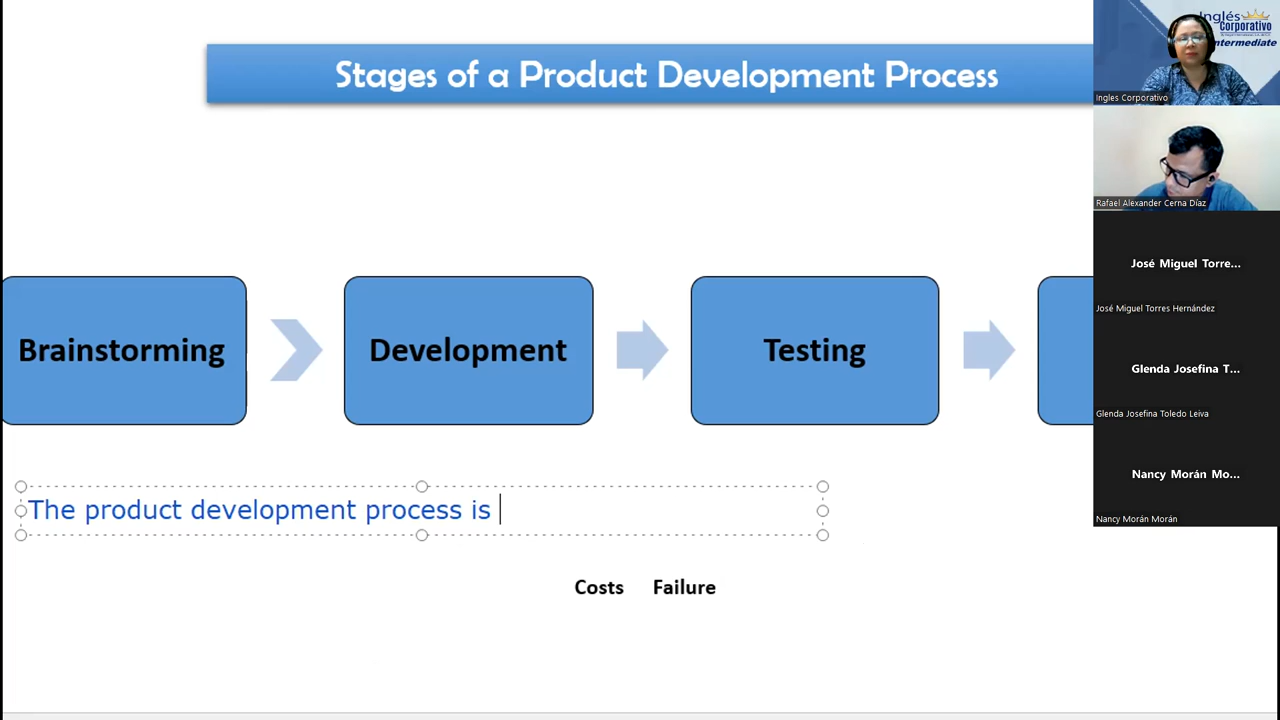 Stages of a Product Development Process
Brainstorming
Development
Testing
The product development process is
Costs Failure
Inglés
Corporativo
Intermediate
Ingles Corporativo
Rafael Alexander Cerna Díaz
José Miguel Torre...
José Miguel Torres Hernández
Glenda Josefina T...
Glenda Josefina Toledo Leiva
Nancy Morán Mo...
Nancy Morán Morán